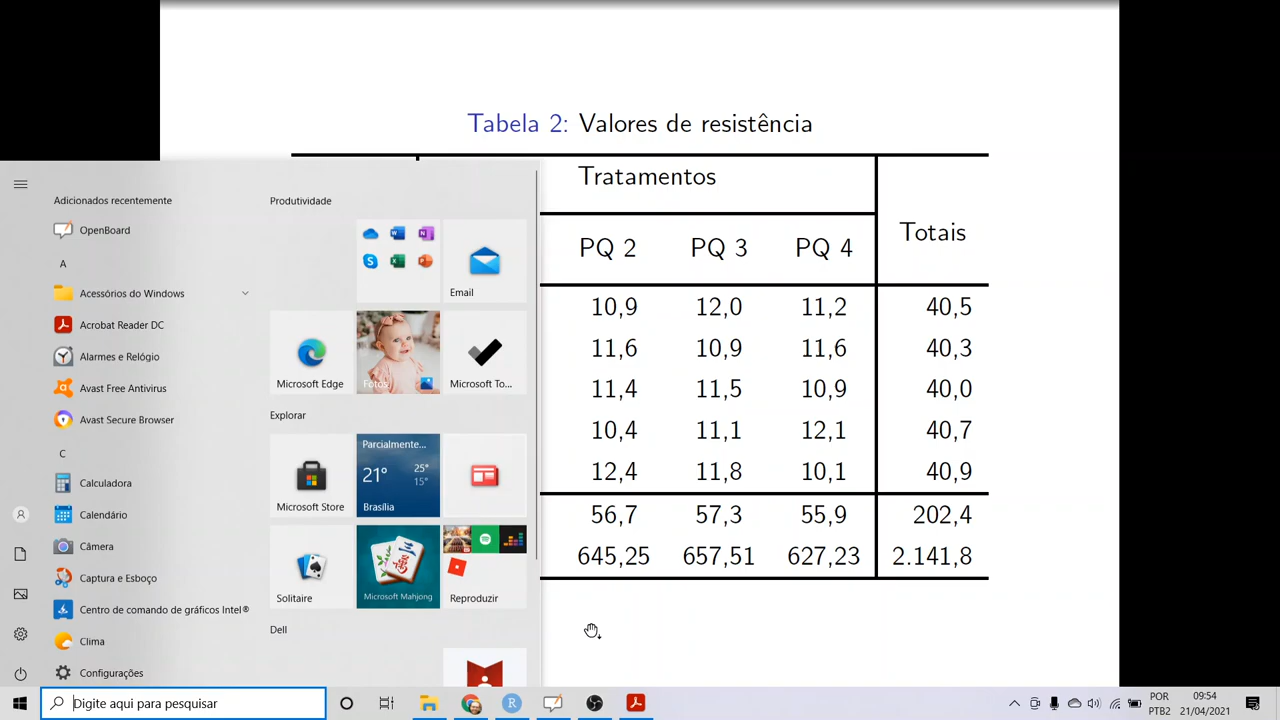 Tabela 2: Valores de resistência
Tratamentos
Totais
PQ 2 PQ 3 PQ 4
10,9 12,0 11,2 40,5
11,6 10,9 11,6 40,3
11,4 11,5 10,9 40,0
10,4 11,1 12,1 40,7
12,4 11,8 10,1 40,9
56,7 57,3 55,9 202,4
645,25 657,51 627,23 2.141,8
Adicionados recentemente
OpenBoard
A
Acessórios do Windows
Acrobat Reader DC
Alarmes e Relógio
Avast Free Antivirus
Avast Secure Browser
C
Calculadora
Calendário
Câmera
Captura e Esboço
Centro de comando de gráficos Intel®
Clima
Configurações
Produtividade
Email
Microsoft Edge
Fotos
Microsoft To...
Explorar
Microsoft Store
Parcialmente...
21° 25°
15°
Brasília
Solitaire
Microsoft Mahjong
Reproduzir
Dell
Digite aqui para pesquisar
POR
PTB2
09:54
21/04/2021